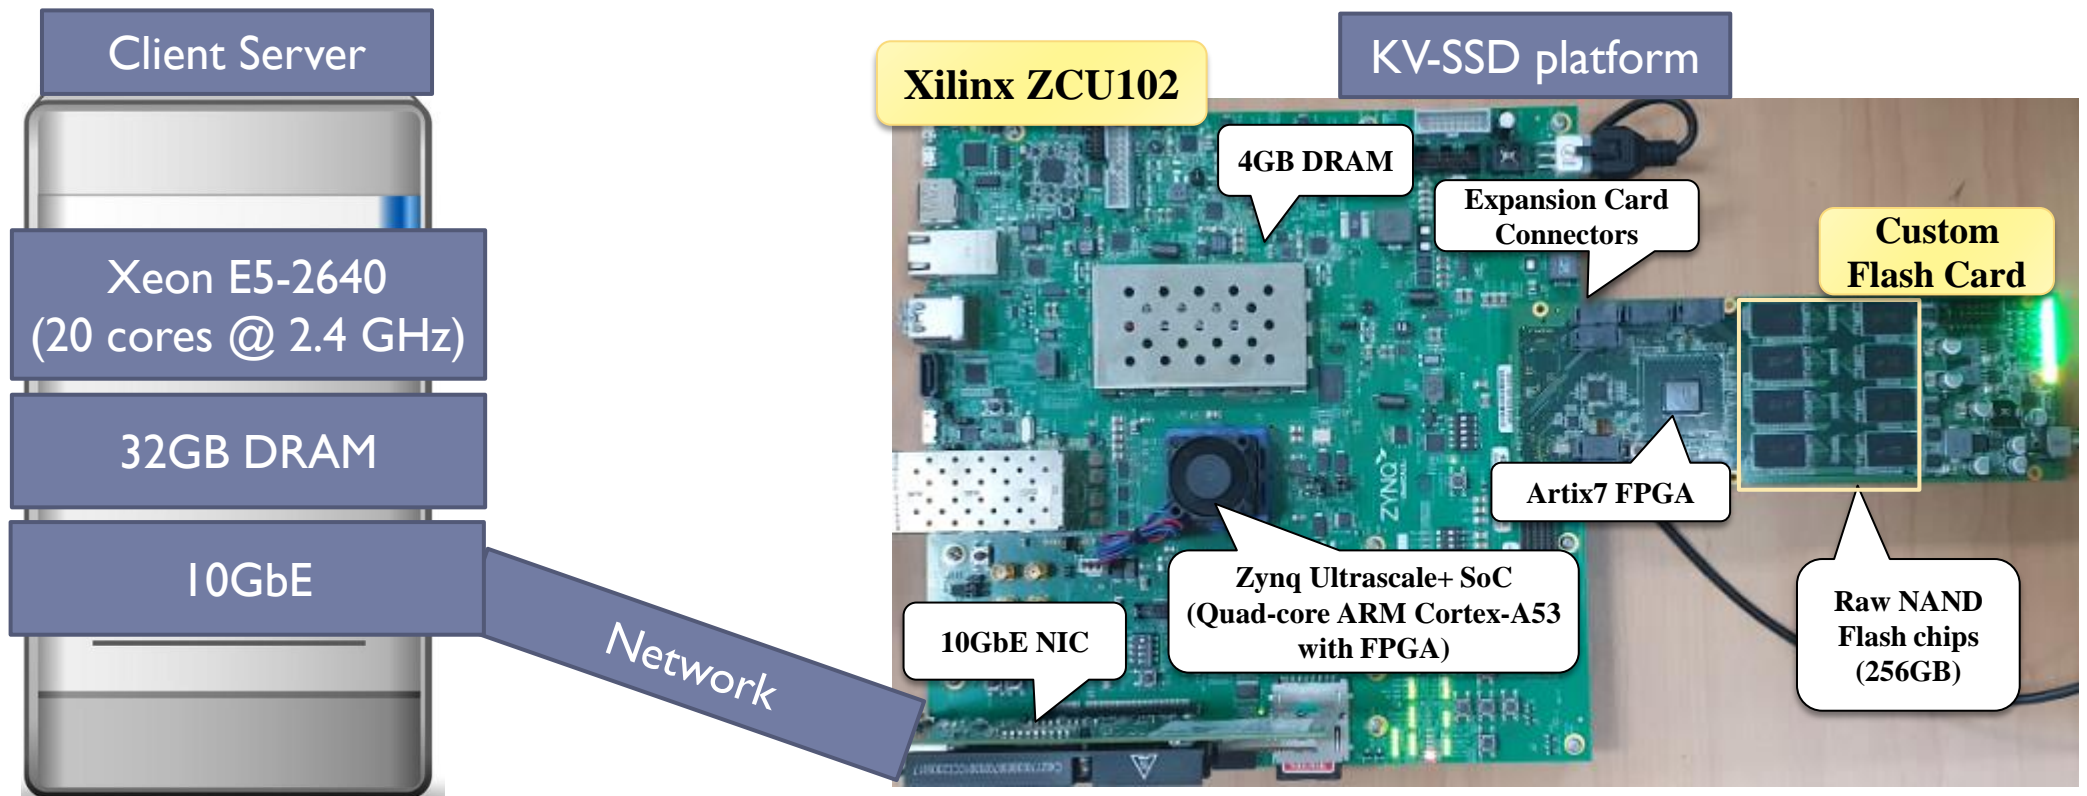 Client Server
Xeon E5-2640
(20 cores @ 2.4 GHz)
32GB DRAM
10GbE
Network
KV-SSD platform
Xilinx ZCU102
4GB DRAM
Expansion Card
Connectors
Custom
Flash Card
Artix7 FPGA
ZYNQ
Zynq Ultrascale+ SoC
(Quad-core ARM Cortex-A53
with FPGA)
10GbE NIC
Raw NAND
Flash chips
(256GB)